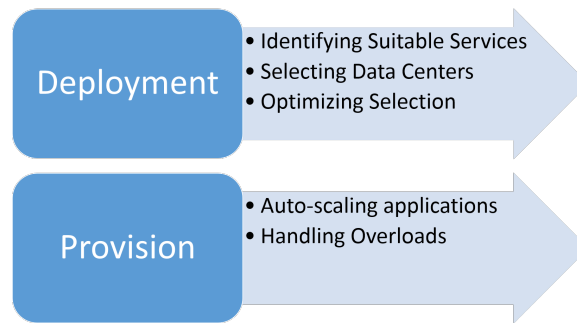 Deployment
• Identifying Suitable Services
• Selecting Data Centers
• Optimizing Selection
Provision
• Auto-scaling applications
• Handling Overloads